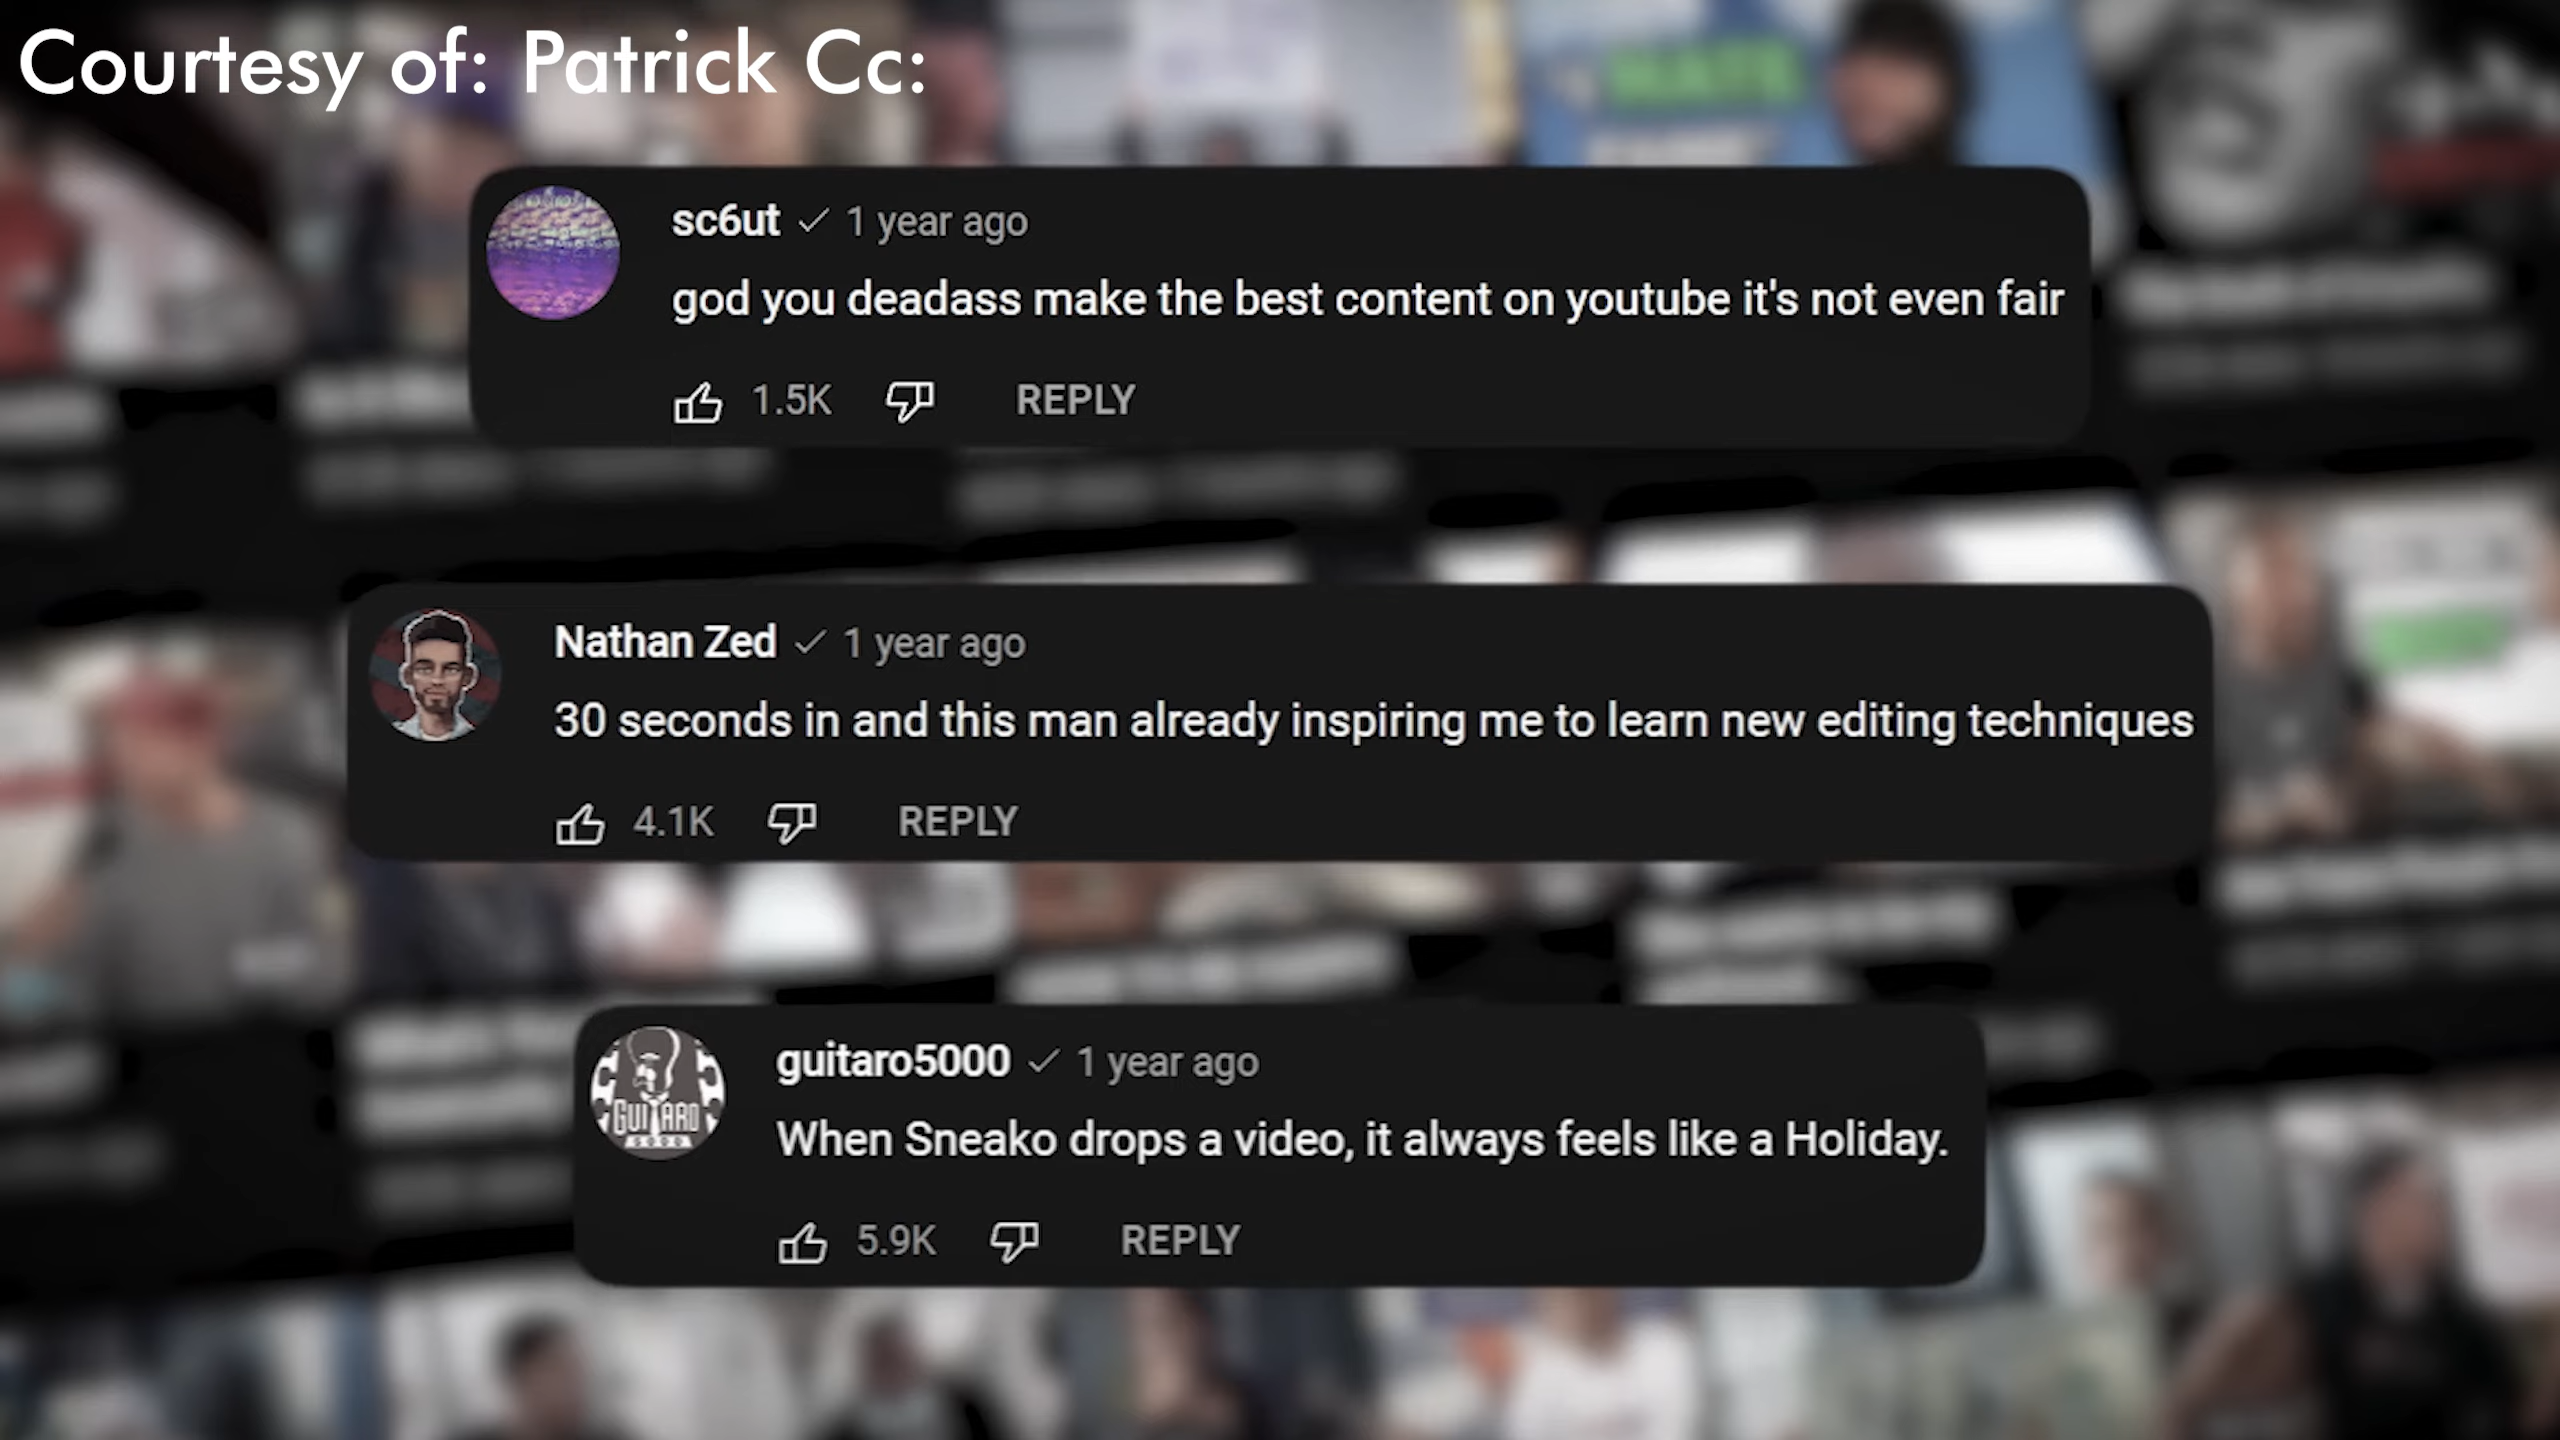 Courtesy of: Patrick Cc:
sc6ut ✓ 1 year ago
god you deadass make the best content on youtube it's not even fair
1.5K REPLY
Nathan Zed ✓ 1 year ago
30 seconds in and this man already inspiring me to learn new editing techniques
4.1K REPLY
GUITARO
5000
guitaro5000 ✓ 1 year ago
When Sneako drops a video, it always feels like a Holiday.
5.9K REPLY